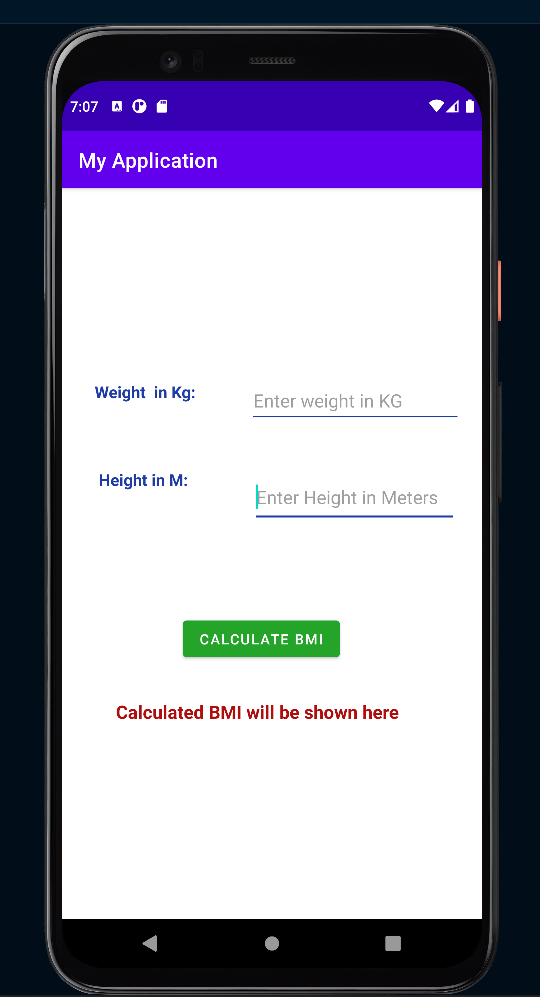 7:07
My Application
Weight  in Kg:
Enter weight in KG
Height in M:
Enter Height in Meters
CALCULATE BMI
Calculated BMI will be shown here